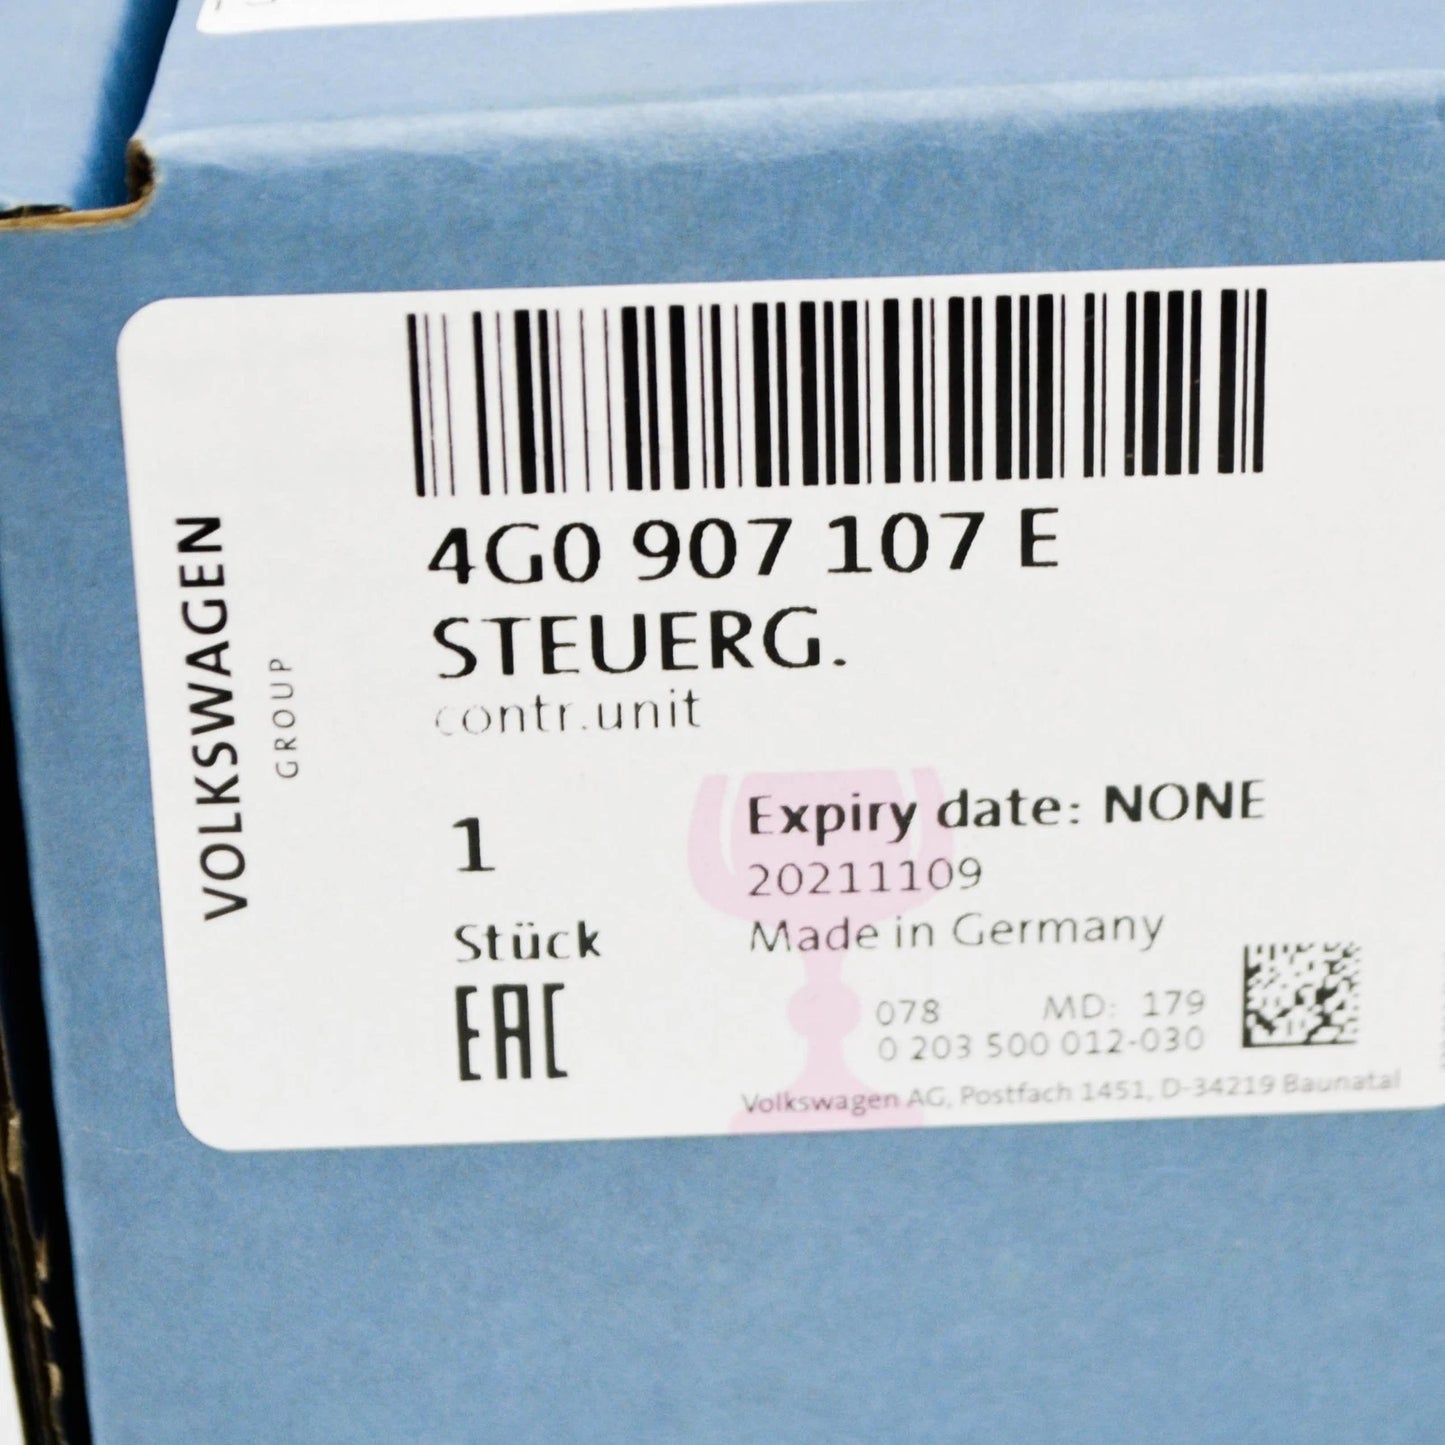 VOLKSWAGEN
GROUP
4G0 907 107 E
STEUERG.
contr.unit
1
Stück
EAC
Expiry date: NONE
20211109
Made in Germany
078 MD: 179
0 203 500 012-030
Volkswagen AG, Postfach 1451, D-34219 Baunatal